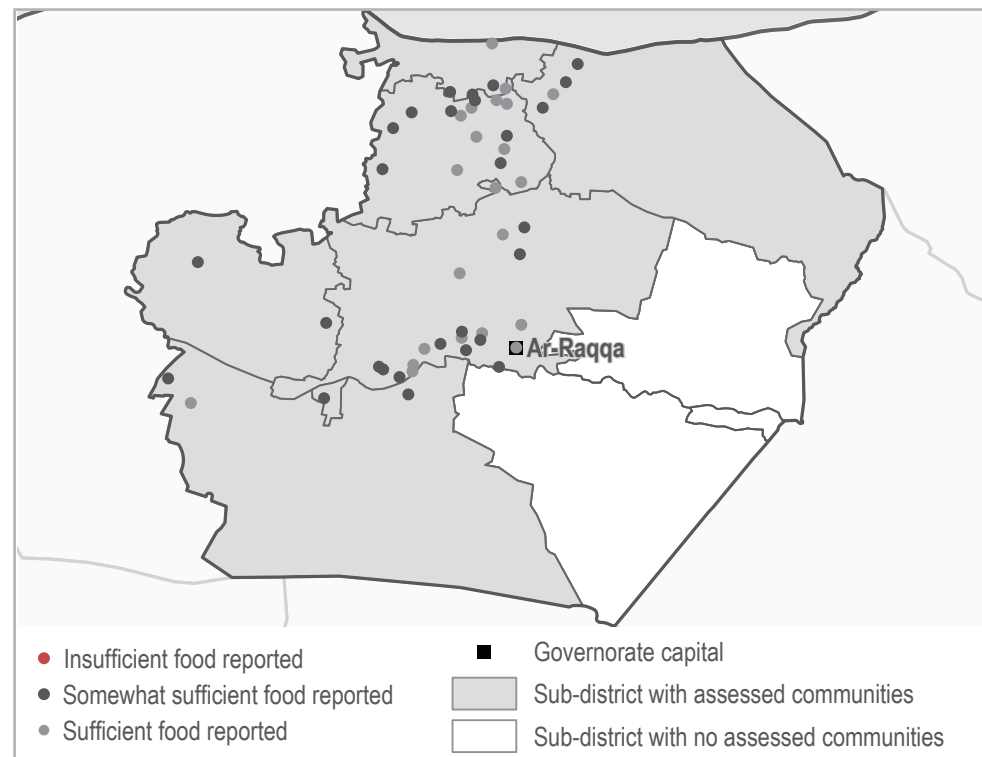 Ar-Raqqa
Insufficient food reported
Somewhat sufficient food reported
Sufficient food reported
Governorate capital
Sub-district with assessed communities
Sub-district with no assessed communities